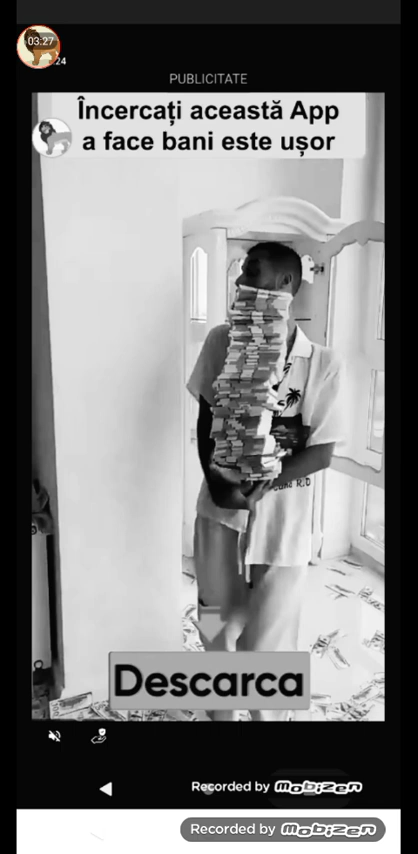 03:27
24
PUBLICITATE
Încercați această App
a face bani este ușor
Descarca
Recorded by mobizen
Recorded by mobizen